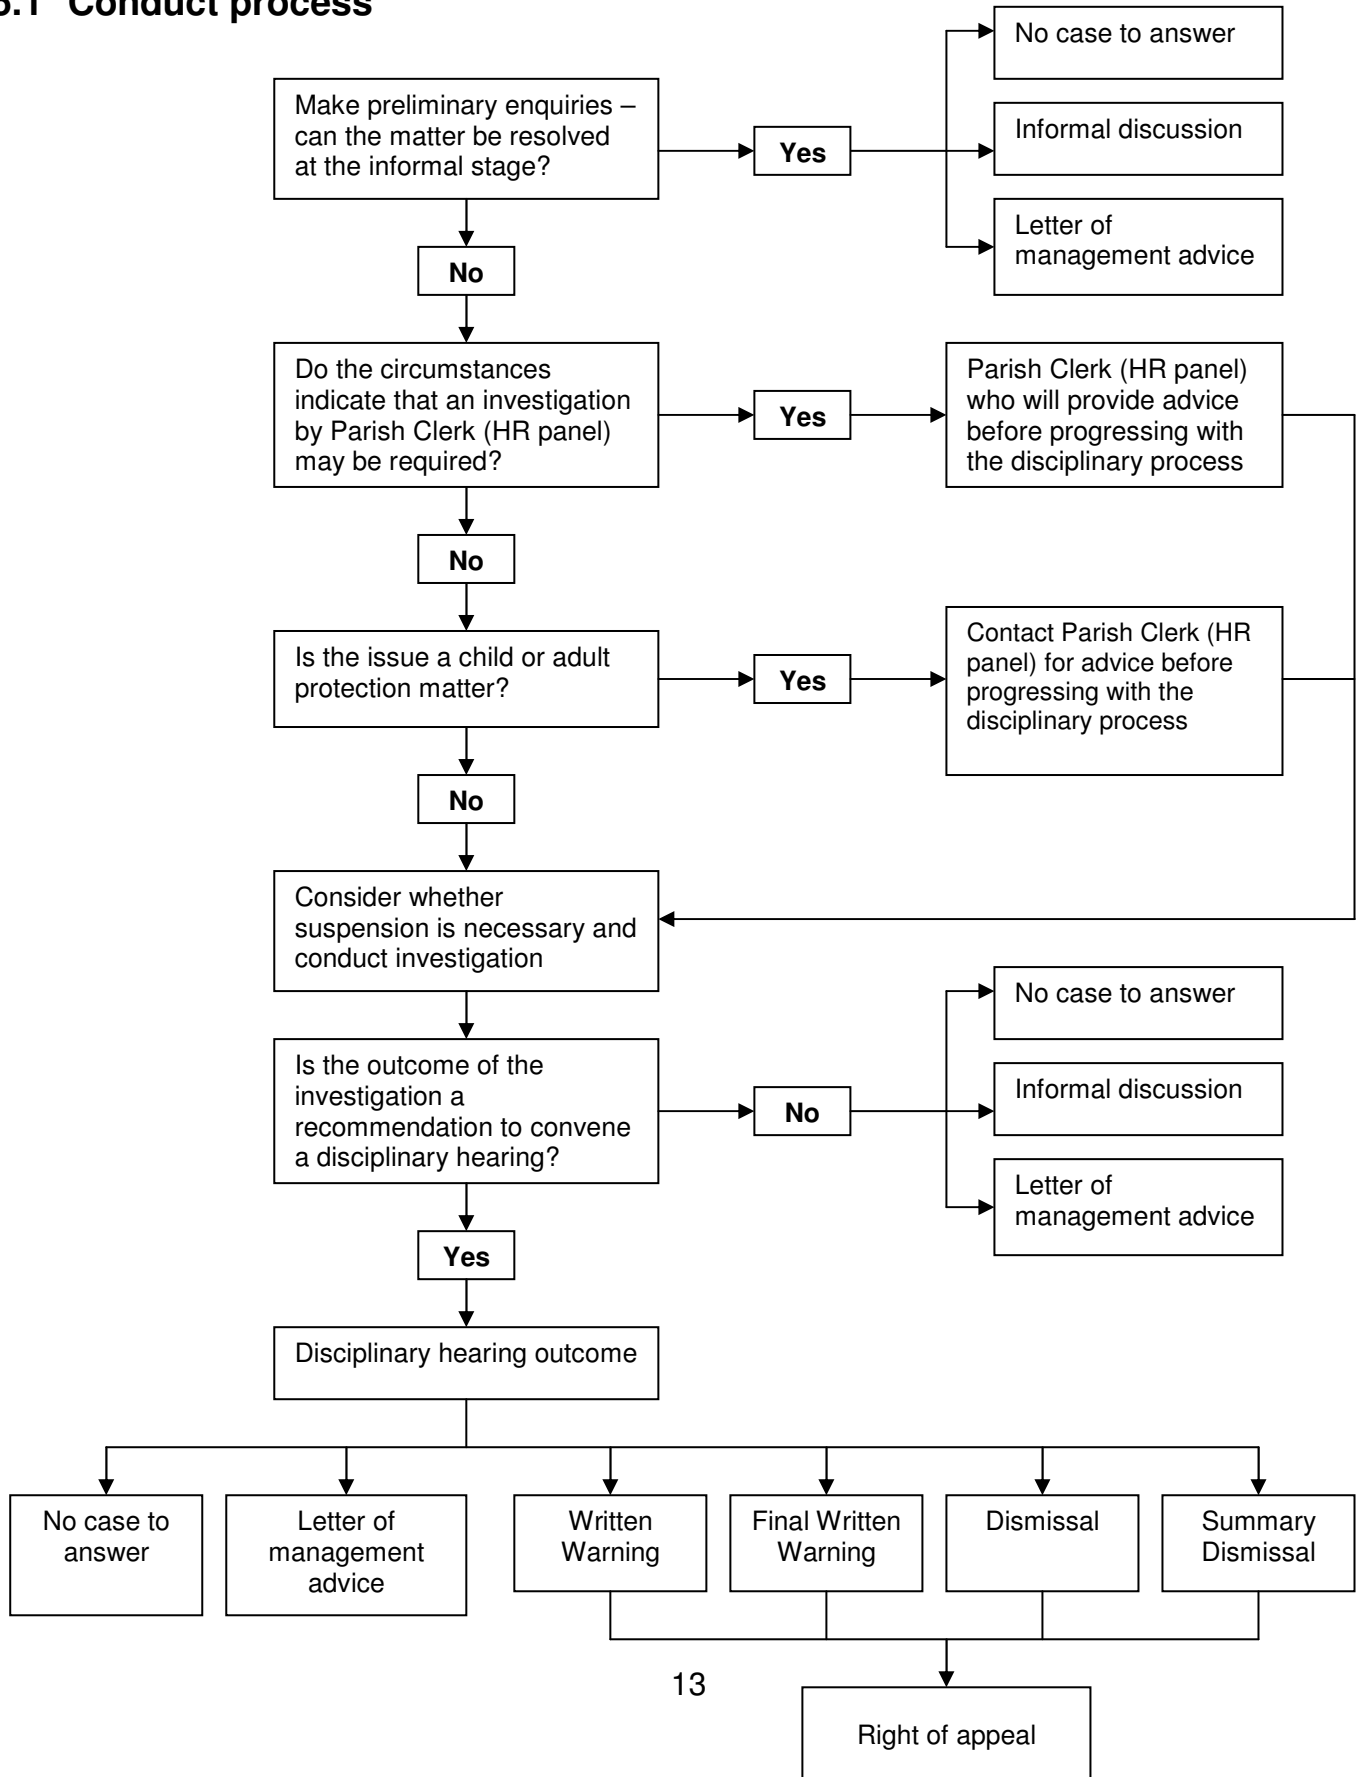 Conduct process
No case to answer
Make preliminary enquiries –
can the matter be resolved
at the informal stage?
Yes
Informal discussion
Letter of
management advice
No
Do the circumstances
indicate that an investigation
by Parish Clerk (HR panel)
may be required?
Yes
Parish Clerk (HR panel)
who will provide advice
before progressing with
the disciplinary process
No
Is the issue a child or adult
protection matter?
Yes
Contact Parish Clerk (HR
panel) for advice before
progressing with the
disciplinary process
No
Consider whether
suspension is necessary and
conduct investigation
No case to answer
Is the outcome of the
investigation a
recommendation to convene
a disciplinary hearing?
No
Informal discussion
Letter of
management advice
Yes
Disciplinary hearing outcome
No case to
answer
Letter of
management
advice
Written
Warning
Final Written
Warning
Dismissal
Summary
Dismissal
13
Right of appeal